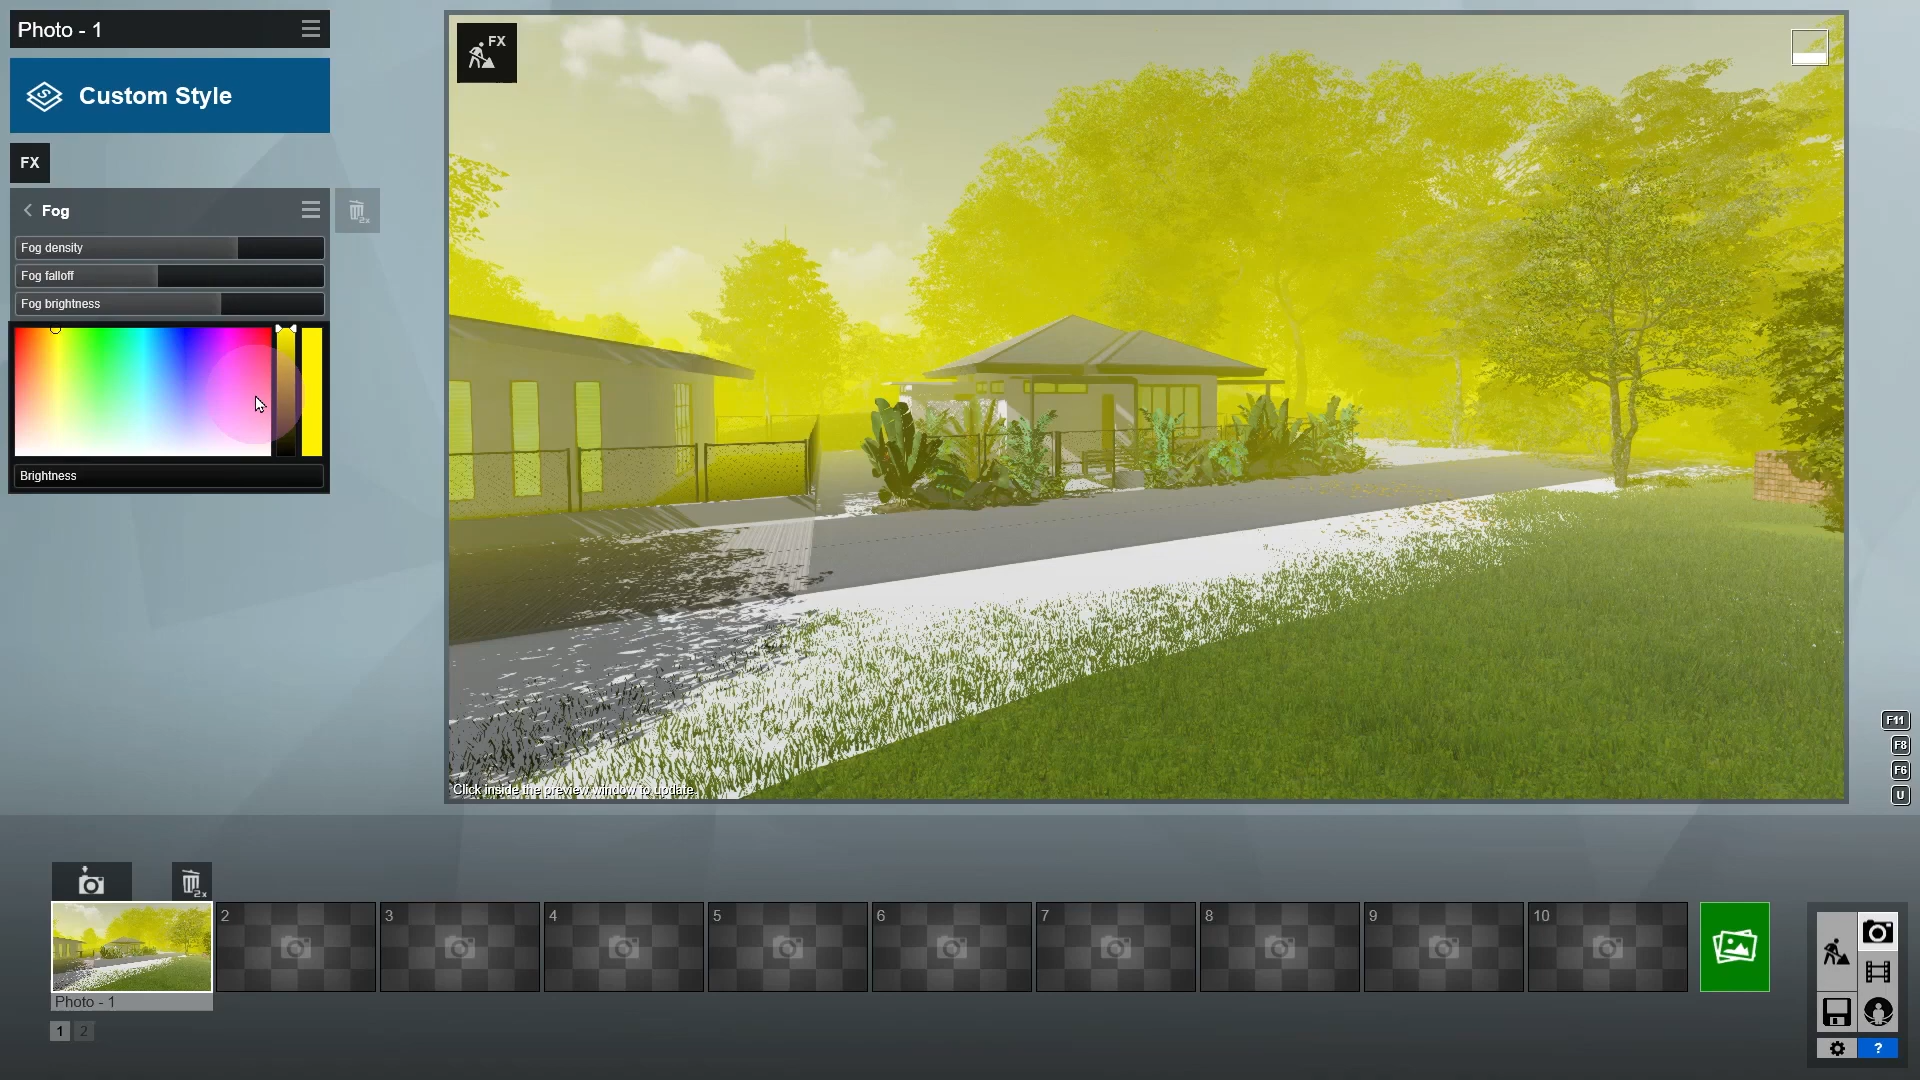 Photo - 1
Custom Style
FX
FX
Fog
2x
Fog density
Fog falloff
Fog brightness
Brightness
Click inside the preview window to update.
F11
F8
F6
U
2x
2
3
4
5
6
7
8
9
10
Photo - 1
1
2
?